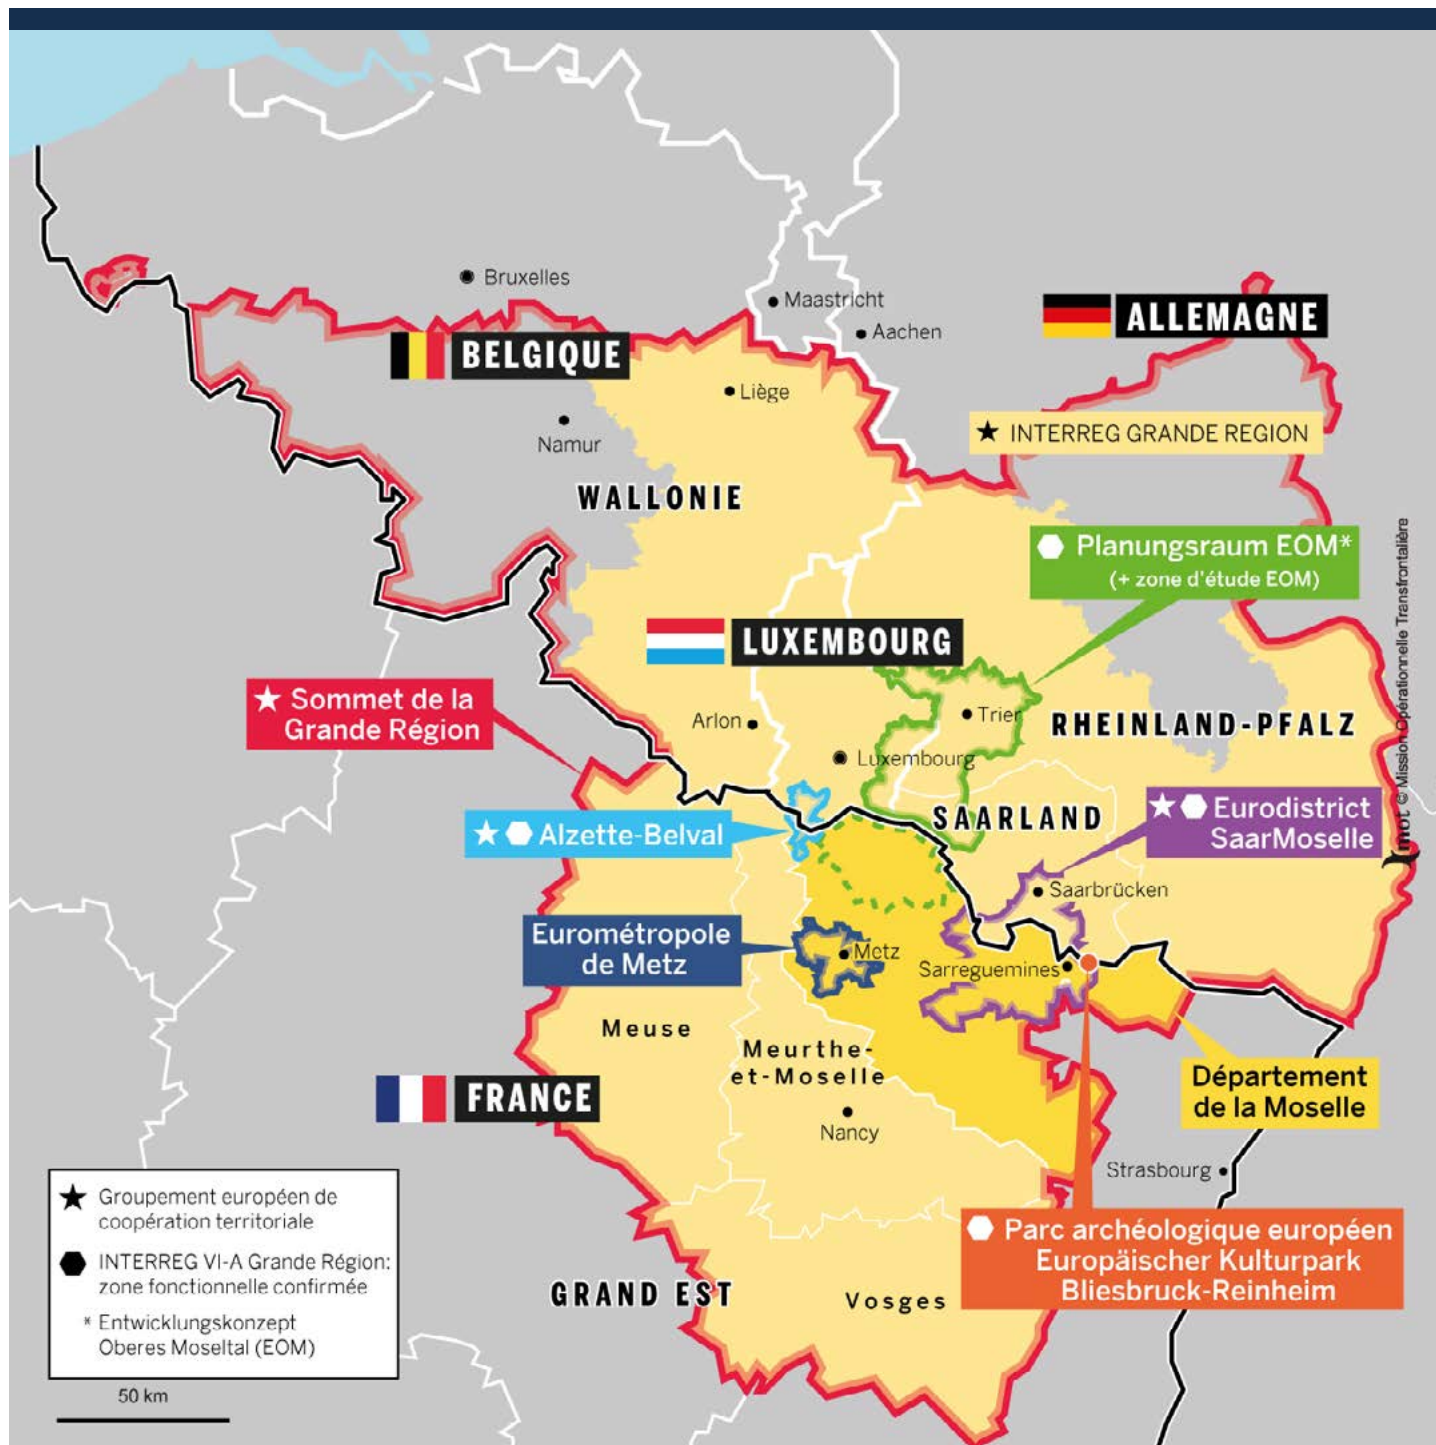 Bruxelles
Maastricht
Aachen
ALLEMAGNE
BELGIQUE
Liège
Namur
★ INTERREG GRANDE REGION
WALLONIE
Planungsraum EOM*
(+ zone d'étude EOM)
LUXEMBOURG
★ Sommet de la
Grande Région
Arlon
Trier
RHEINLAND-PFALZ
Luxembourg
mot © Mission Opérationnelle Transfrontalière
SAARLAND
★ Eurodistrict
SaarMoselle
★ Alzette-Belval
Saarbrücken
Eurométropole
de Metz
Metz
Sarreguemines
Meuse
Meurthe-
et-Moselle
FRANCE
Nancy
Département
de la Moselle
Strasbourg
Parc archéologique européen
Europäischer Kulturpark
Bliesbruck-Reinheim
GRAND EST
Vosges
★ Groupement européen de
coopération territoriale
INTERREG VI-A Grande Région:
zone fonctionnelle confirmée
* Entwicklungskonzept
Oberes Moseltal (EOM)
50 km